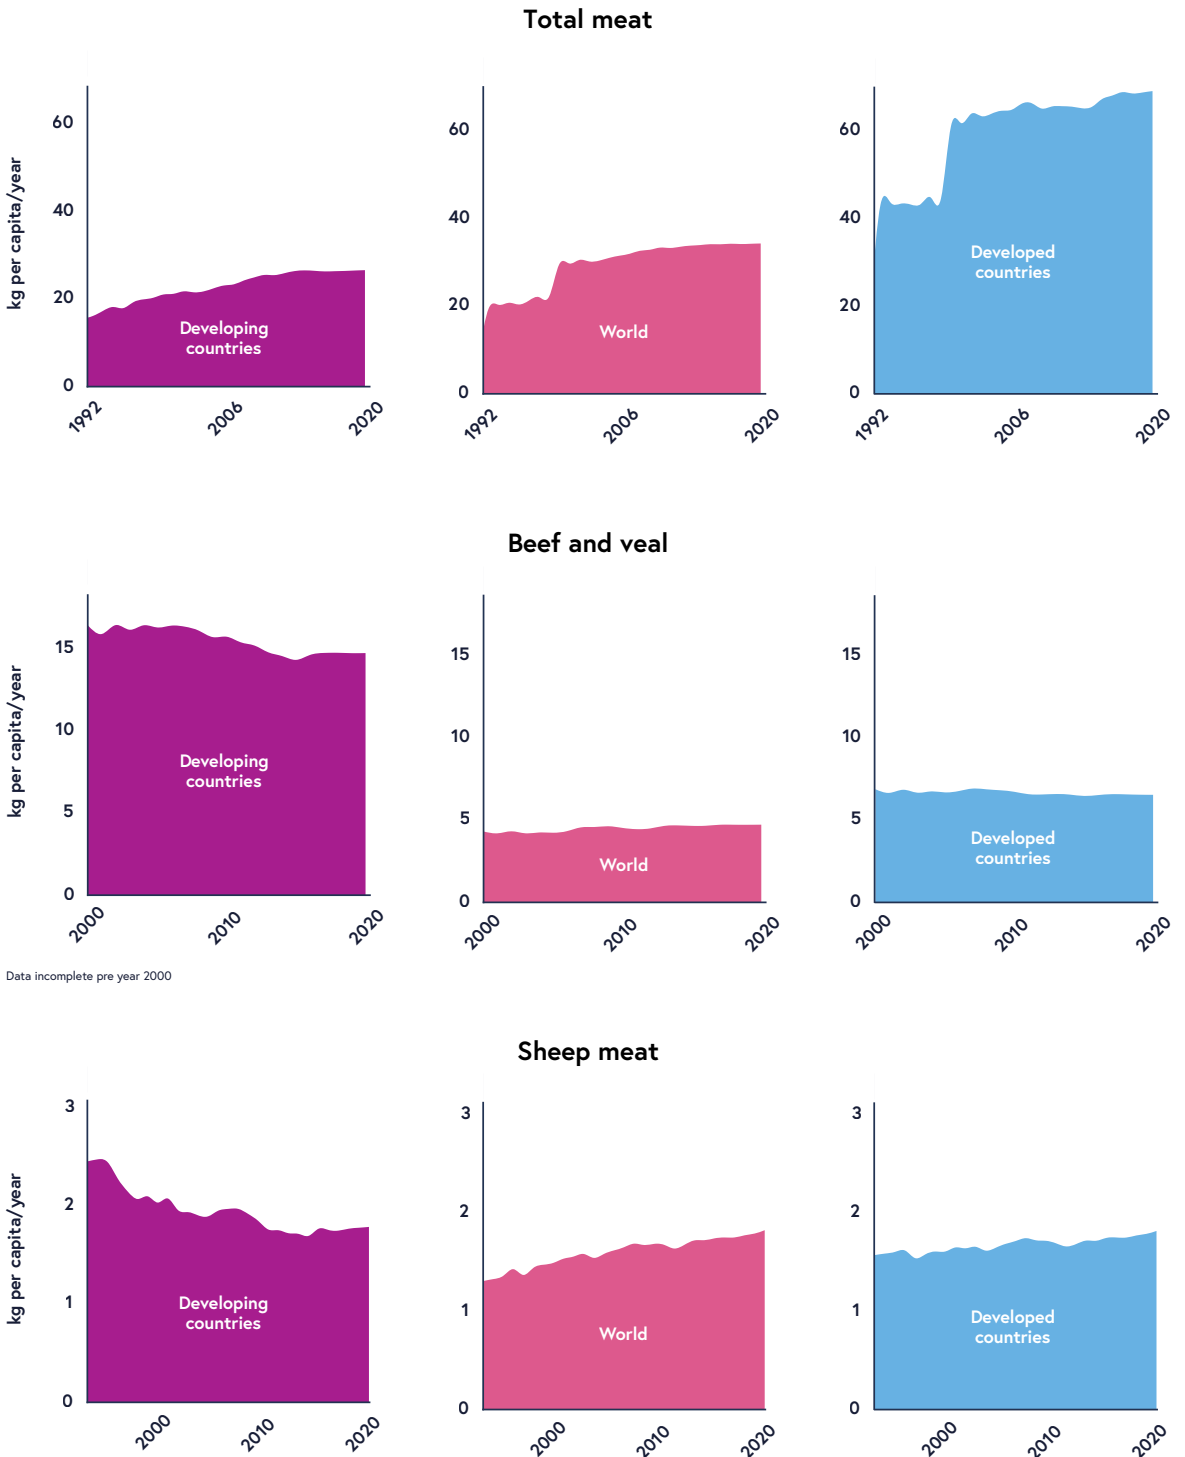 Total meat
kg per capita/year
60
40
20
0
Developing
countries
1992
2006
2020
60
40
20
0
World
1992
2006
2020
60
40
20
0
Developed
countries
1992
2006
2020
Beef and veal
kg per capita/year
15
10
5
0
Developing
countries
2000
2010
2020
15
10
5
0
World
2000
2010
2020
15
10
5
0
Developed
countries
2000
2010
2020
Data incomplete pre year 2000
Sheep meat
kg per capita/year
3
2
1
0
Developing
countries
2000
2010
2020
3
2
1
0
World
2000
2010
2020
3
2
1
0
Developed
countries
2000
2010
2020